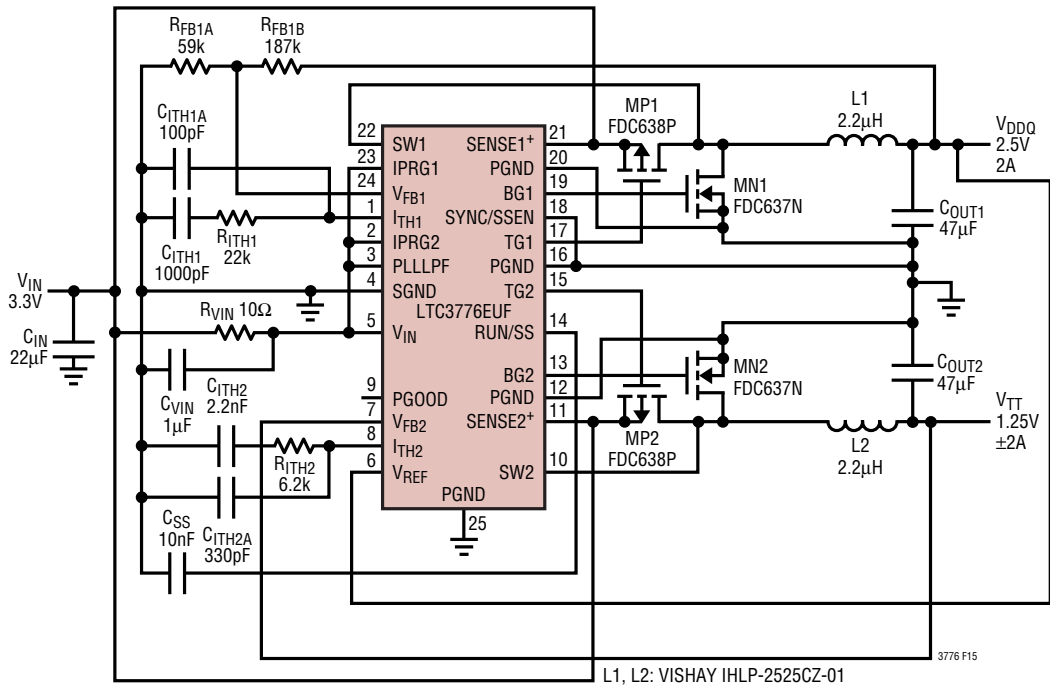 RFB1A
59k
RFB1B
187k
CITH1A
100pF
CITH1
1000pF
RITH1
22k
VIN
3.3V
CIN
22µF
RVIN 10Ω
CVIN
1µF
CITH2
2.2nF
RITH2
6.2k
CITH2A
330pF
CSS
10nF
22
SW1
23
IPRG1
24
VFB1
1
ITH1
2
IPRG2
3
PLLLPF
4
SGND
5
VIN
9
PGOOD
7
VFB2
8
ITH2
6
VREF
LTC3776EUF
SENSE1+
21
PGND
20
BG1
19
SYNC/SSEN
18
TG1
17
PGND
16
TG2
15
RUN/SS
14
BG2
13
PGND
12
SENSE2+
11
SW2
10
PGND
25
MP1
FDC638P
MN1
FDC637N
L1
2.2µH
VDDQ
2.5V
2A
COUT1
47µF
MN2
FDC637N
MP2
FDC638P
COUT2
47µF
VTT
1.25V
±2A
L2
2.2µH
3776 F15
L1, L2: VISHAY IHLP-2525CZ-01